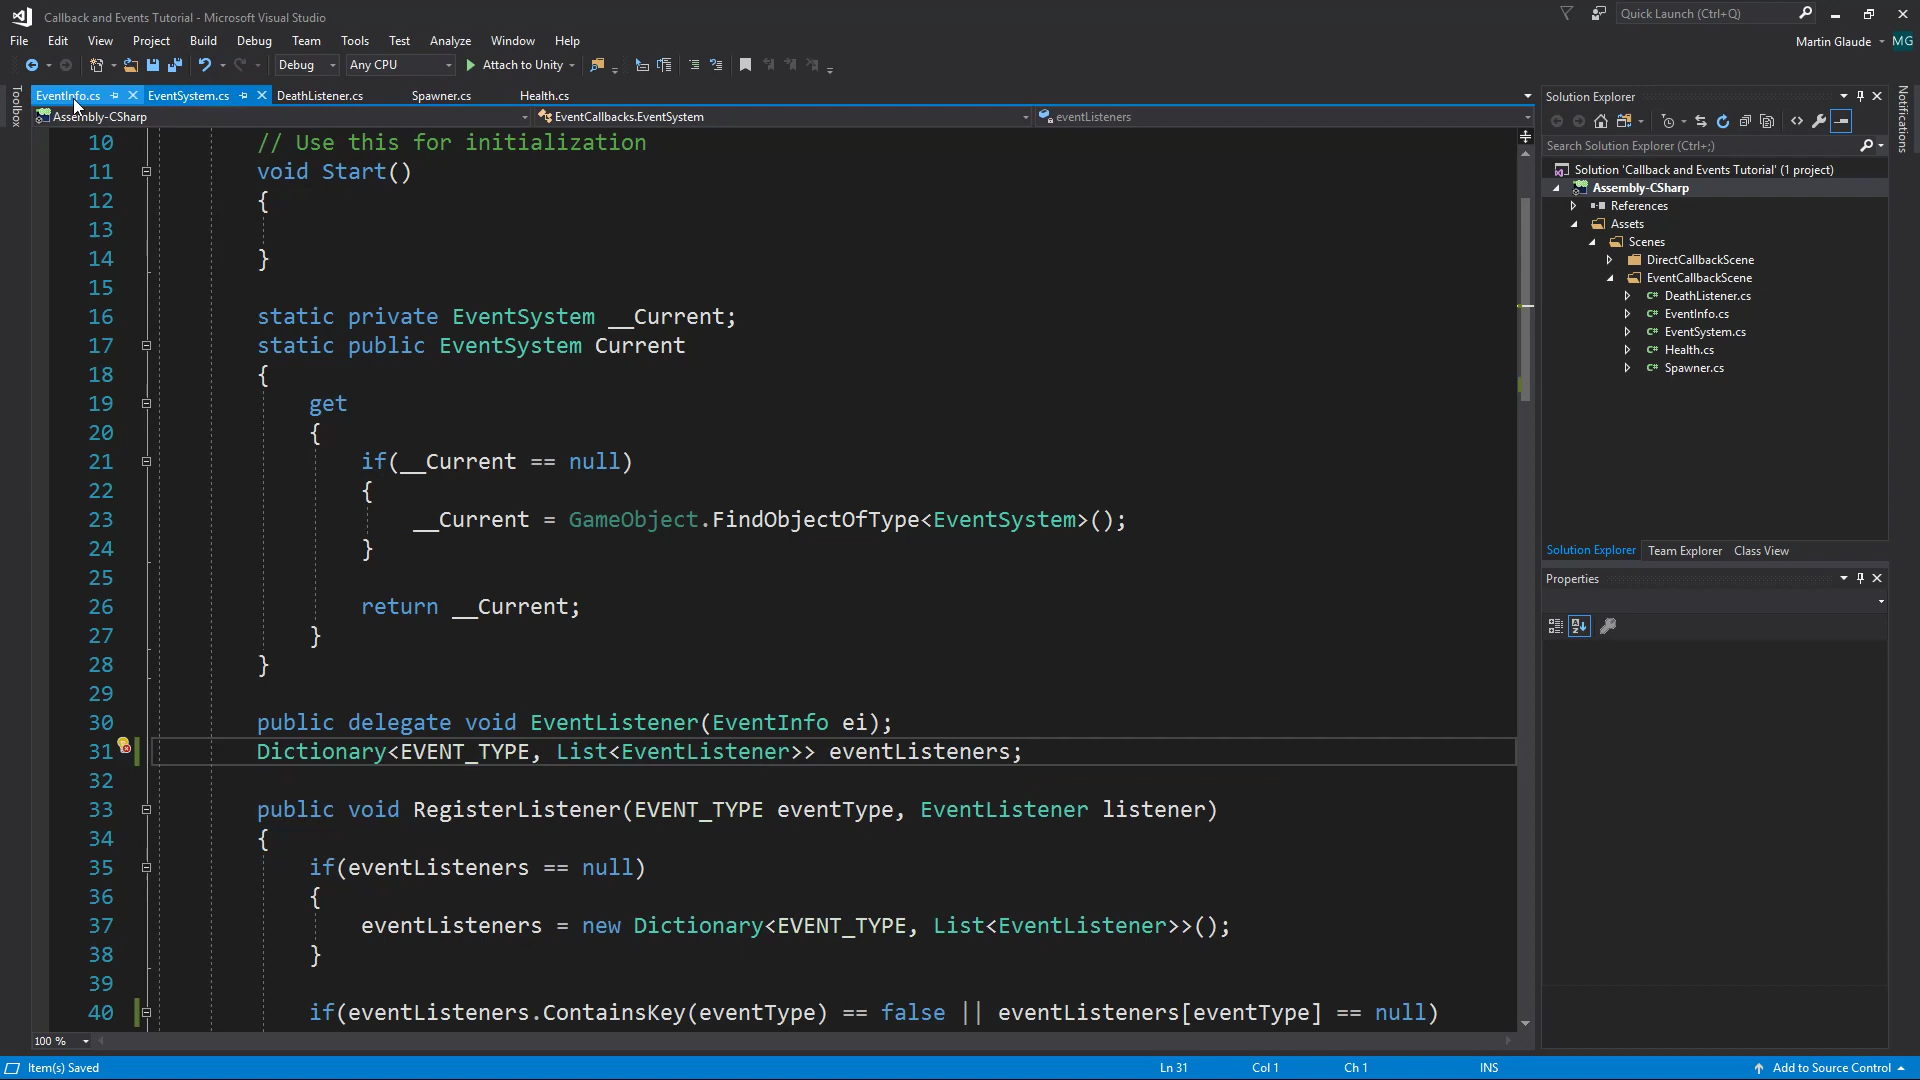 Callback and Events Tutorial - Microsoft Visual Studio
Quick Launch (Ctrl+Q)
File Edit View Project Build Debug Team Tools Test Analyze Window Help
Martin Glaude MG
Debug Any CPU Attach to Unity
Toolbox
EventInfo.cs EventSystem.cs DeathListener.cs Spawner.cs Health.cs
Assembly-CSharp EventCallbacks.EventSystem eventListeners
10 // Use this for initialization
11 void Start()
12 {
13
14 }
15
16 static private EventSystem __Current;
17 static public EventSystem Current
18 {
19 get
20 {
21 if(__Current == null)
22 {
23 __Current = GameObject.FindObjectOfType<EventSystem>();
24 }
25
26 return __Current;
27 }
28 }
29
30 public delegate void EventListener(EventInfo ei);
31 Dictionary<EVENT_TYPE, List<EventListener>> eventListeners;
32
33 public void RegisterListener(EVENT_TYPE eventType, EventListener listener)
34 {
35 if(eventListeners == null)
36 {
37 eventListeners = new Dictionary<EVENT_TYPE, List<EventListener>>();
38 }
39
40 if(eventListeners.ContainsKey(eventType) == false || eventListeners[eventType] == null)
100 %
Solution Explorer
Search Solution Explorer (Ctrl+;)
Solution 'Callback and Events Tutorial' (1 project)
Assembly-CSharp
References
Assets
Scenes
DirectCallbackScene
EventCallbackScene
C# DeathListener.cs
C# EventInfo.cs
C# EventSystem.cs
C# Health.cs
C# Spawner.cs
Solution Explorer Team Explorer Class View
Properties
Notifications
Item(s) Saved
Ln 31 Col 1 Ch 1 INS
Add to Source Control